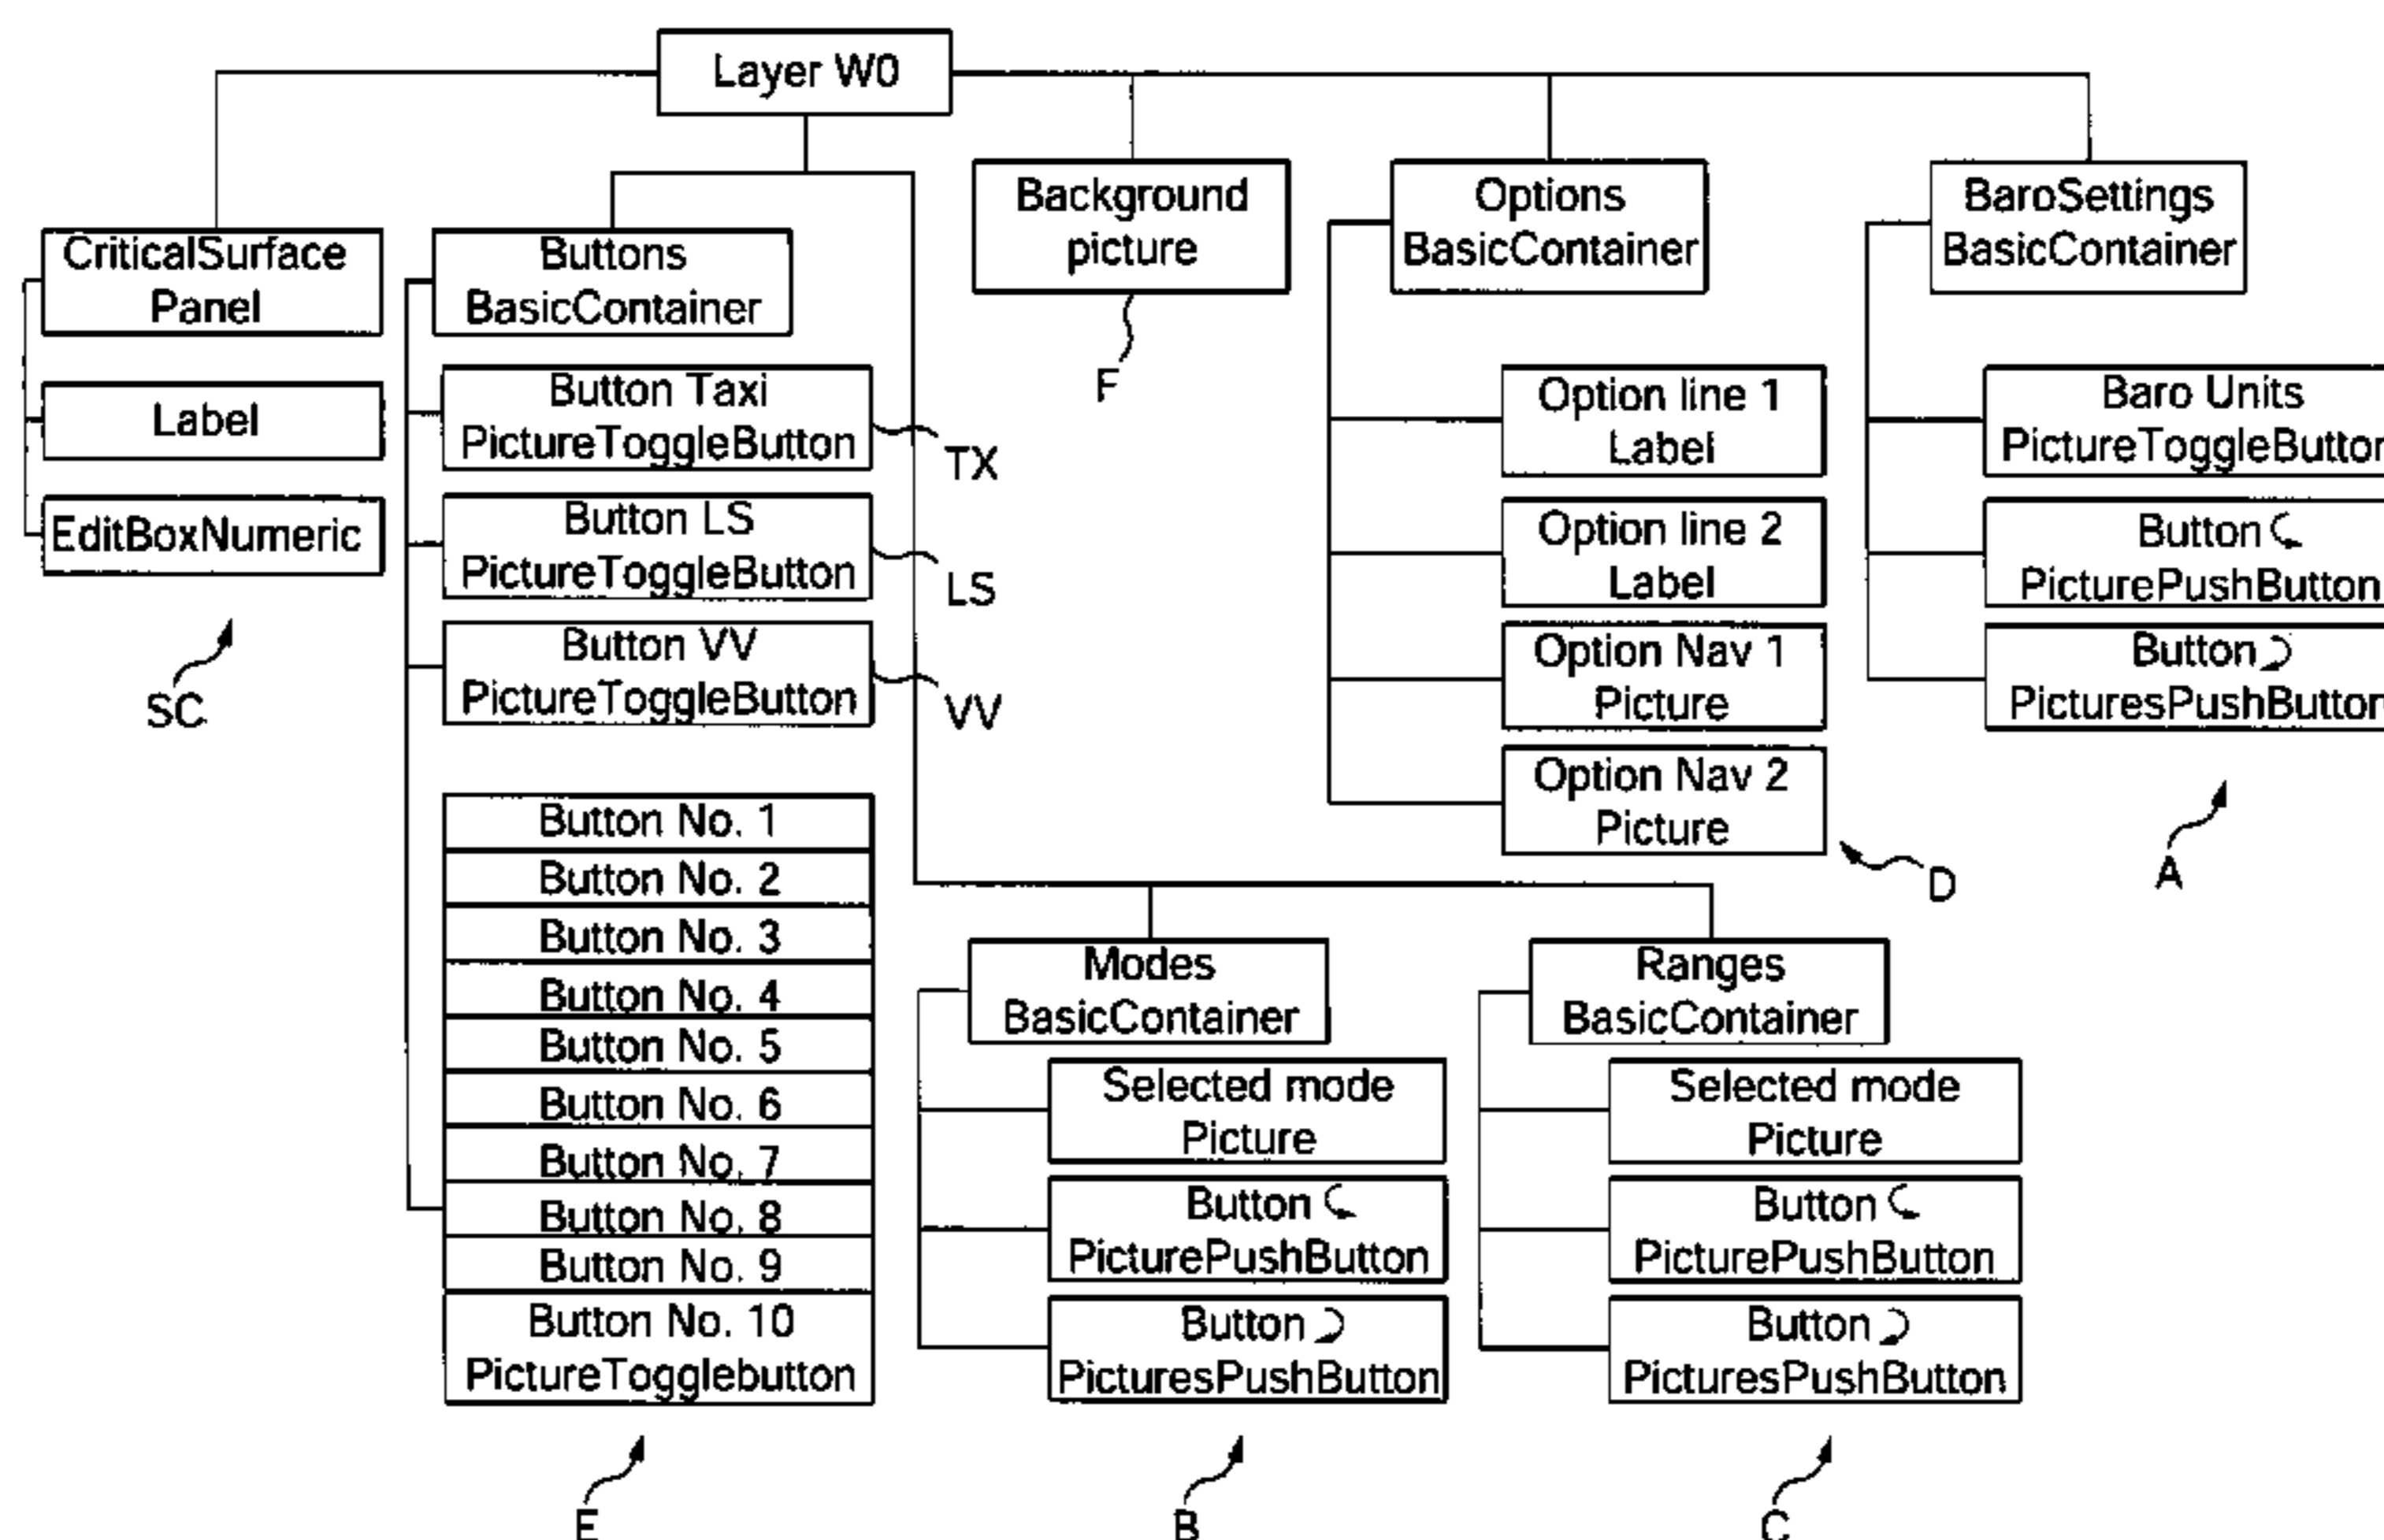 Layer W0
CriticalSurface
Panel
Label
EditBoxNumeric
SC
Buttons
BasicContainer
Button Taxi
PictureToggleButton
TX
Button LS
PictureToggleButton
LS
Button VV
PictureToggleButton
VV
Button No. 1
Button No. 2
Button No. 3
Button No. 4
Button No. 5
Button No. 6
Button No. 7
Button No. 8
Button No. 9
Button No. 10
PictureTogglebutton
E
Background
picture
F
Options
BasicContainer
Option line 1
Label
Option line 2
Label
Option Nav 1
Picture
Option Nav 2
Picture
D
BaroSettings
BasicContainer
Baro Units
PictureToggleButton
Button
PicturePushButton
Button
PicturesPushButton
A
Modes
BasicContainer
Selected mode
Picture
Button
PicturePushButton
Button
PicturesPushButton
B
Ranges
BasicContainer
Selected mode
Picture
Button
PicturePushButton
Button
PicturesPushButton
C